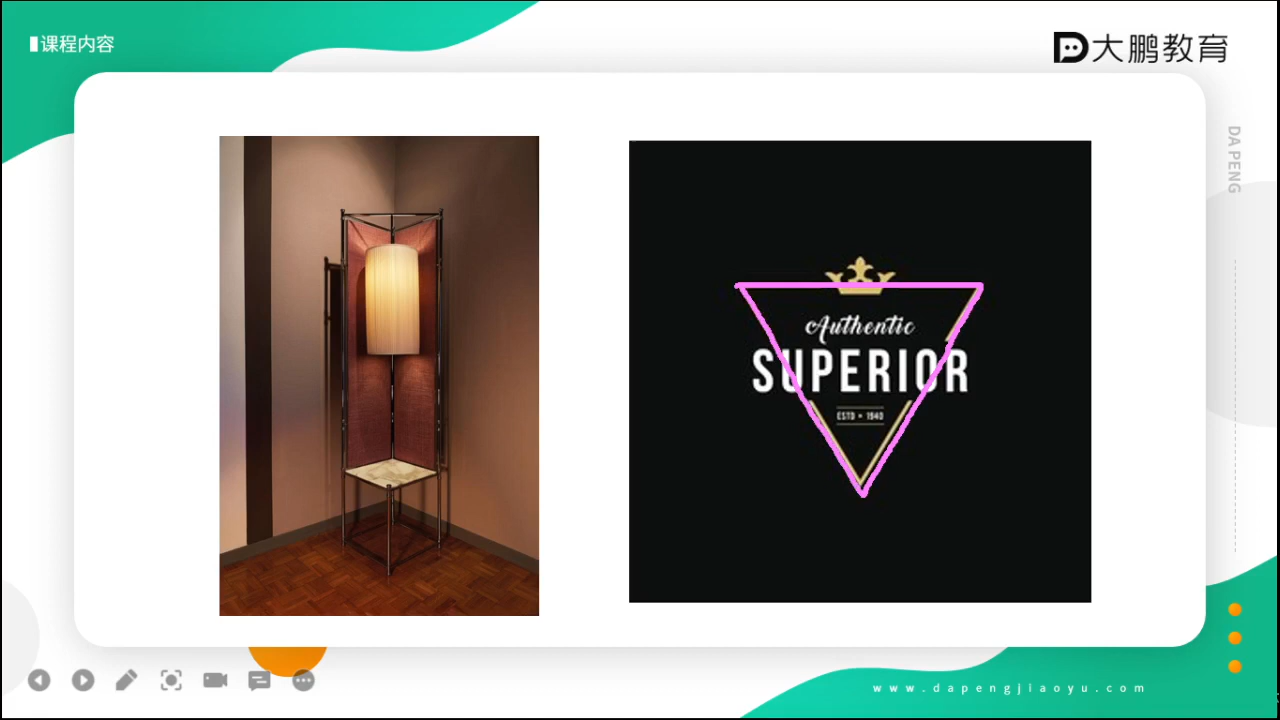 课程内容
大鹏教育
DA PENG
Authentic
SUPERIOR
ESTD • 1940
www.dapengjiaoyu.com